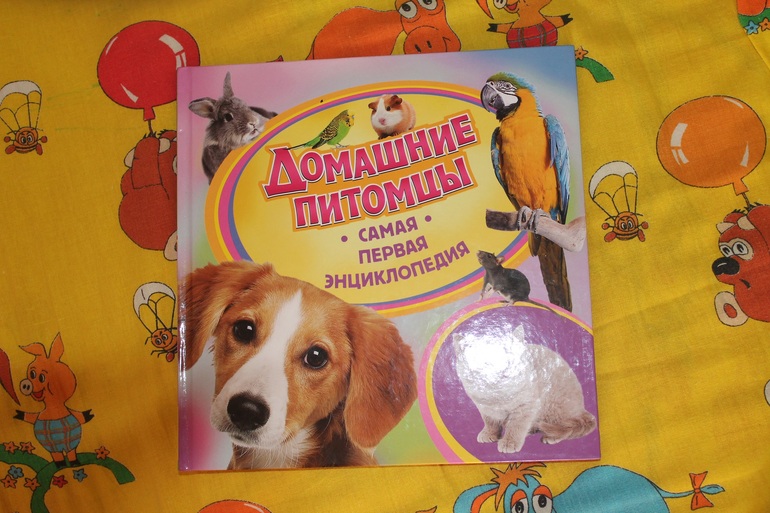 Домашние
питомцы
• самая •
первая
энциклопедия